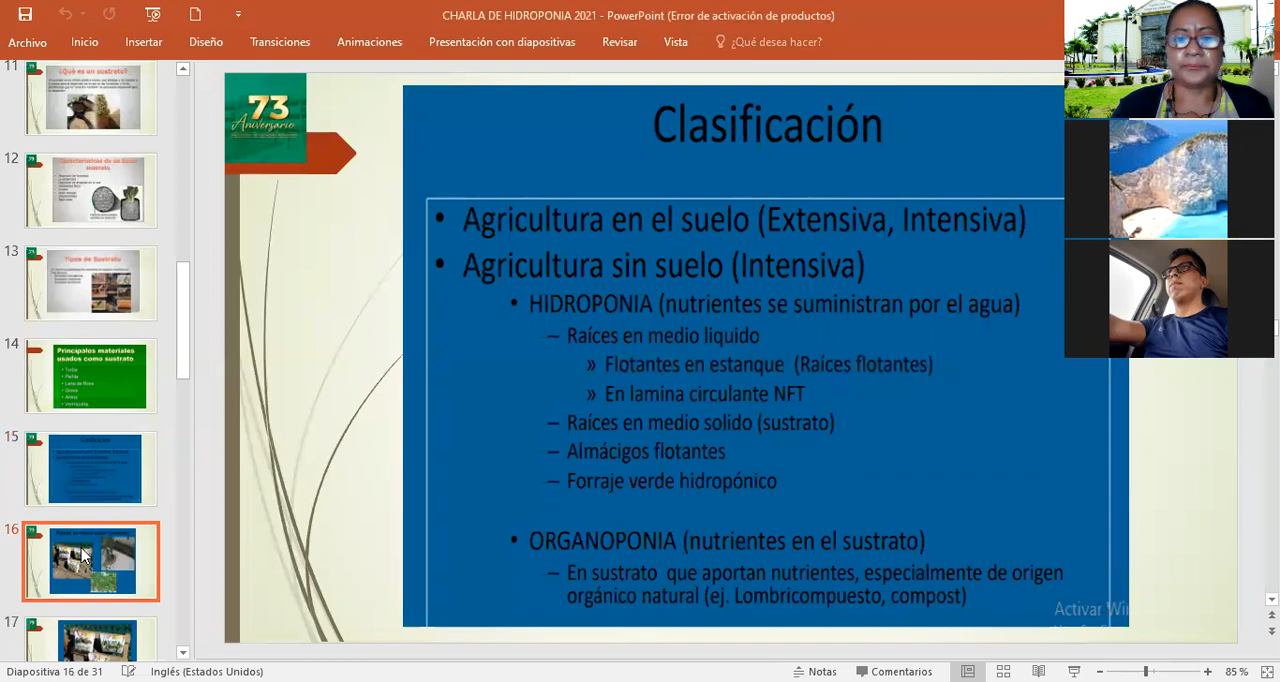 CHARLA DE HIDROPONIA 2021 - PowerPoint (Error de activación de productos)
Archivo Inicio Insertar Diseño Transiciones Animaciones Presentación con diapositivas Revisar Vista ¿Qué desea hacer?
11
¿Qué es un sustrato?
12
13
Tipos de Sustrato
14
Principales materiales
usados como sustrato
15
Clasificación
16
17
73
Aniversario
Clasificación
• Agricultura en el suelo (Extensiva, Intensiva)
• Agricultura sin suelo (Intensiva)
• HIDROPONIA (nutrientes se suministran por el agua)
– Raíces en medio liquido
» Flotantes en estanque (Raíces flotantes)
» En lamina circulante NFT
– Raíces en medio solido (sustrato)
– Almácigos flotantes
– Forraje verde hidropónico
• ORGANOPONIA (nutrientes en el sustrato)
– En sustrato que aportan nutrientes, especialmente de origen
orgánico natural (ej. Lombricompuesto, compost)
Activar
Diapositiva 16 de 31 Inglés (Estados Unidos) Notas Comentarios 85 %